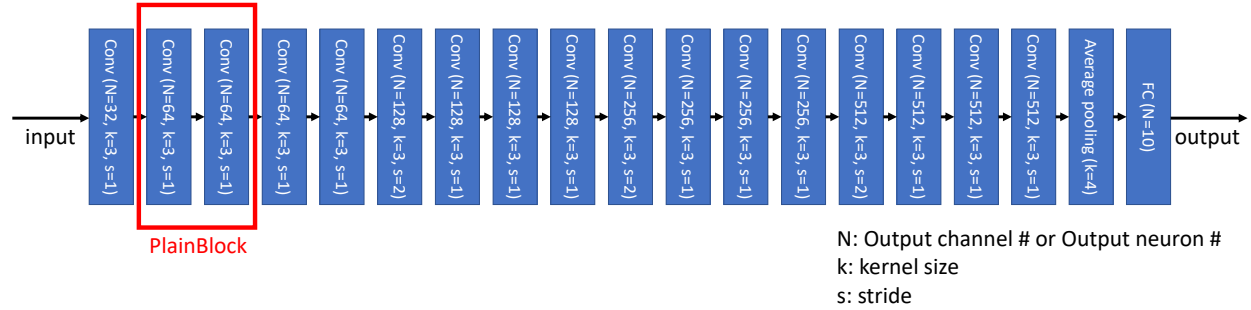 input
Conv (N=32, k=3, s=1)
Conv (N=64, k=3, s=1)
Conv (N=64, k=3, s=1)
Conv (N=64, k=3, s=1)
Conv (N=64, k=3, s=1)
Conv (N=128, k=3, s=2)
Conv (N=128, k=3, s=1)
Conv (N=128, k=3, s=1)
Conv (N=128, k=3, s=1)
Conv (N=256, k=3, s=2)
Conv (N=256, k=3, s=1)
Conv (N=256, k=3, s=1)
Conv (N=256, k=3, s=1)
Conv (N=512, k=3, s=2)
Conv (N=512, k=3, s=1)
Conv (N=512, k=3, s=1)
Conv (N=512, k=3, s=1)
Average pooling (k=4)
FC (N=10)
output
PlainBlock
N: Output channel # or Output neuron #
k: kernel size
s: stride